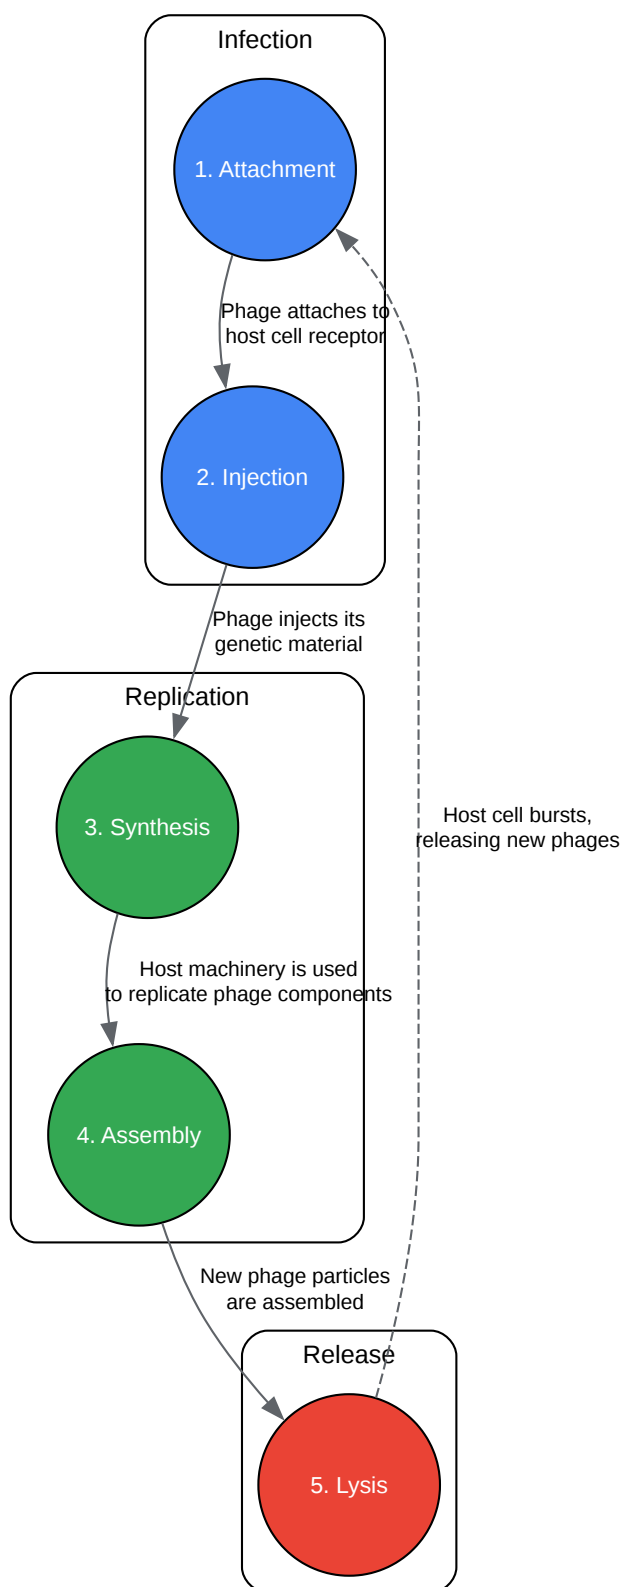 Infection
1. Attachment
Phage attaches to
host cell receptor
2. Injection
Phage injects its
genetic material
Replication
3. Synthesis
Host cell bursts,
releasing new phages
Host machinery is used
to replicate phage components
4. Assembly
New phage particles
are assembled
Release
5. Lysis